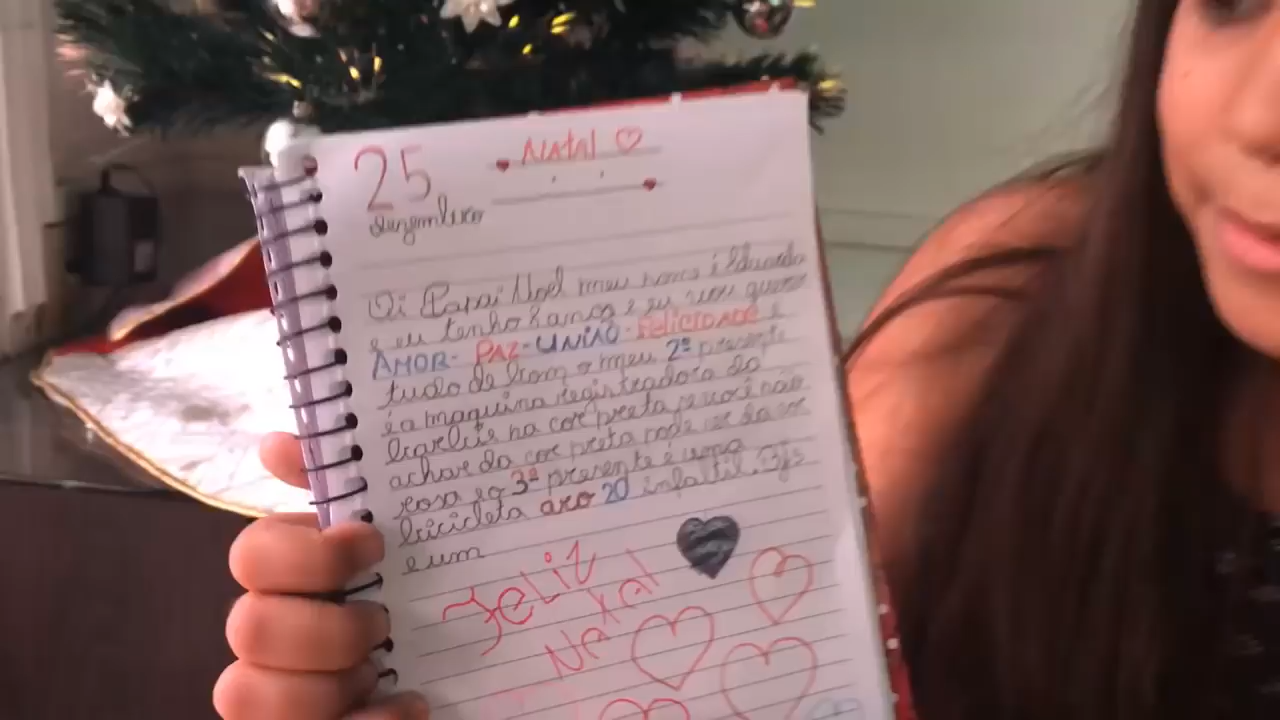 25 Natal
dezembro
Oi Papai Noel meu nome é Eduarda
e eu tenho 8 anos e eu vou querer
AMOR- PAZ-UNIÃO-FELICIDADE e
tudo de bom o meu 2º presente
é a maquina registradora da
barbie na cor preta se você não
achar da cor preta pode ser da cor
rosa e o 3º presente é uma
bicicleta aro 20 infaltil. Bjs
e um
Feliz
Natal